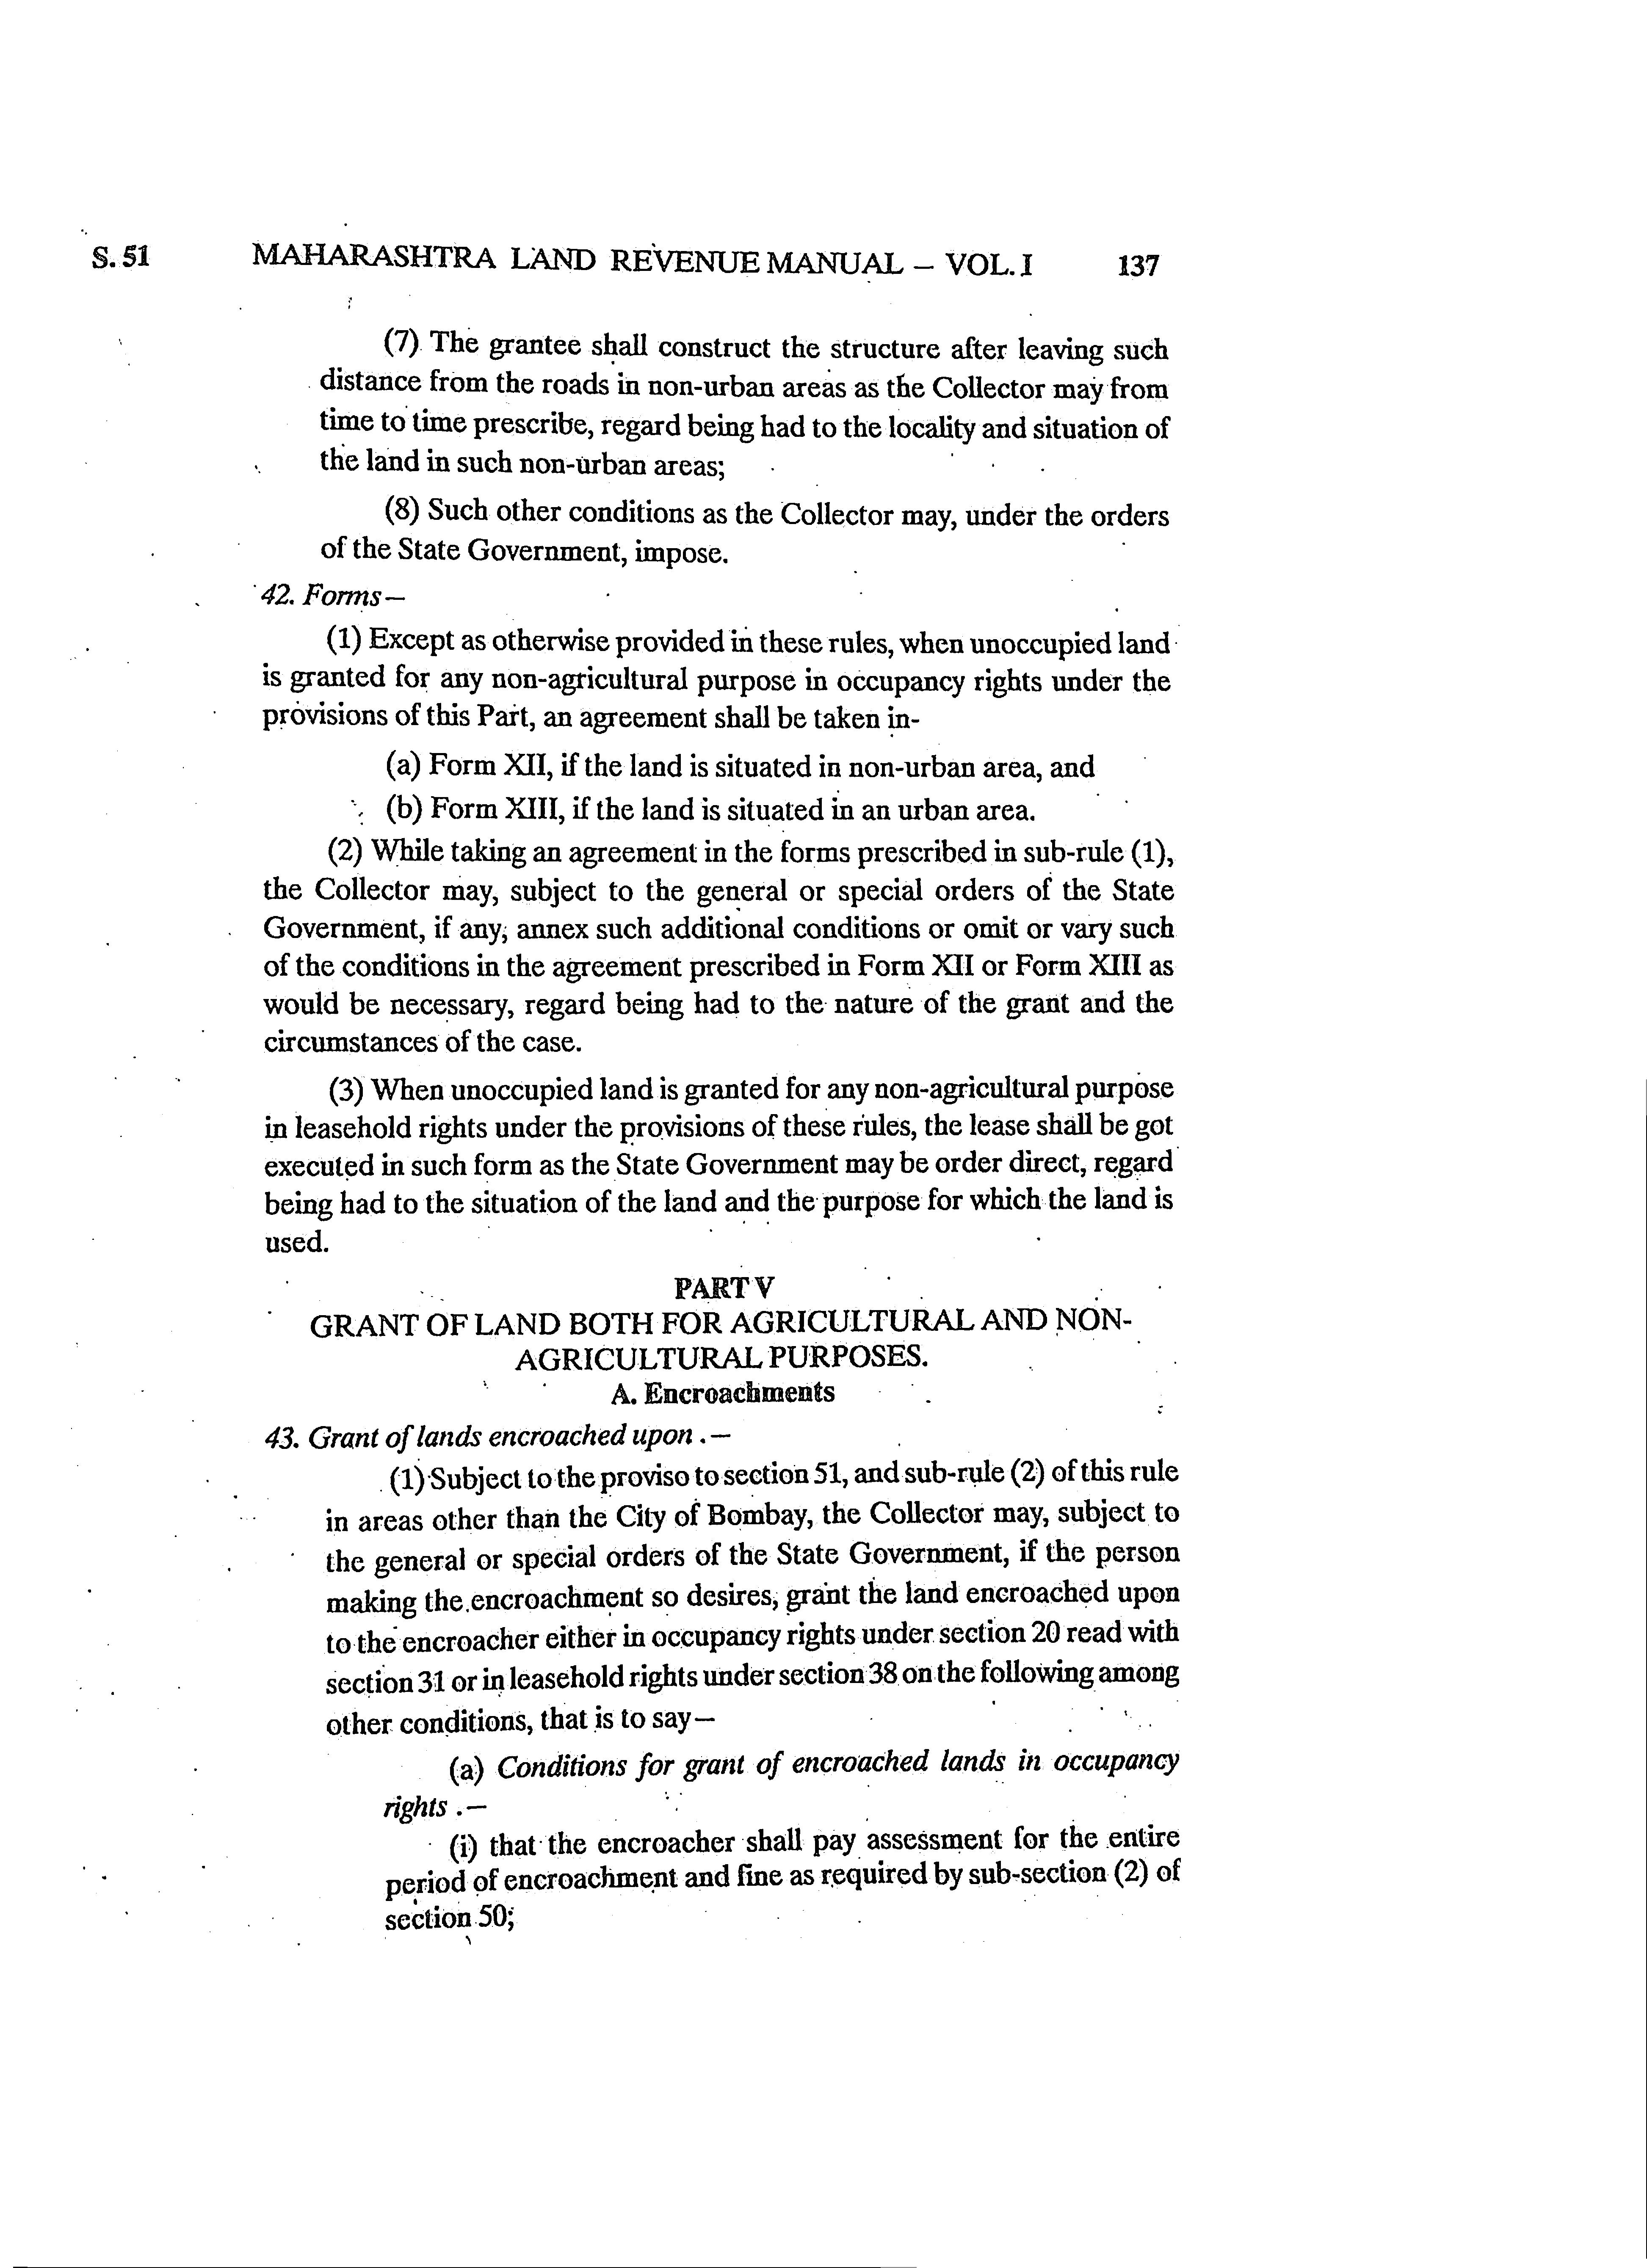 S. 51 MAHARASHTRA LAND REVENUE MANUAL – VOL. I 137
(7) The grantee shall construct the structure after leaving such
distance from the roads in non-urban areas as the Collector may from
time to time prescribe, regard being had to the locality and situation of
the land in such non-urban areas;
(8) Such other conditions as the Collector may, under the orders
of the State Government, impose.
42. Forms—
(1) Except as otherwise provided in these rules, when unoccupied land
is granted for any non-agricultural purpose in occupancy rights under the
provisions of this Part, an agreement shall be taken in-
(a) Form XII, if the land is situated in non-urban area, and
(b) Form XIII, if the land is situated in an urban area.
(2) While taking an agreement in the forms prescribed in sub-rule (1),
the Collector may, subject to the general or special orders of the State
Government, if any, annex such additional conditions or omit or vary such
of the conditions in the agreement prescribed in Form XII or Form XIII as
would be necessary, regard being had to the nature of the grant and the
circumstances of the case.
(3) When unoccupied land is granted for any non-agricultural purpose
in leasehold rights under the provisions of these rules, the lease shall be got
executed in such form as the State Government may be order direct, regard
being had to the situation of the land and the purpose for which the land is
used.
PART V
GRANT OF LAND BOTH FOR AGRICULTURAL AND NON-
AGRICULTURAL PURPOSES.
A. Encroachments
43. Grant of lands encroached upon .—
(1) Subject to the proviso to section 51, and sub-rule (2) of this rule
in areas other than the City of Bombay, the Collector may, subject to
the general or special orders of the State Government, if the person
making the encroachment so desires, grant the land encroached upon
to the encroacher either in occupancy rights under section 20 read with
section 31 or in leasehold rights under section 38 on the following among
other conditions, that is to say—
(a) Conditions for grant of encroached lands in occupancy
rights .—
(i) that the encroacher shall pay assessment for the entire
period of encroachment and fine as required by sub-section (2) of
section 50;